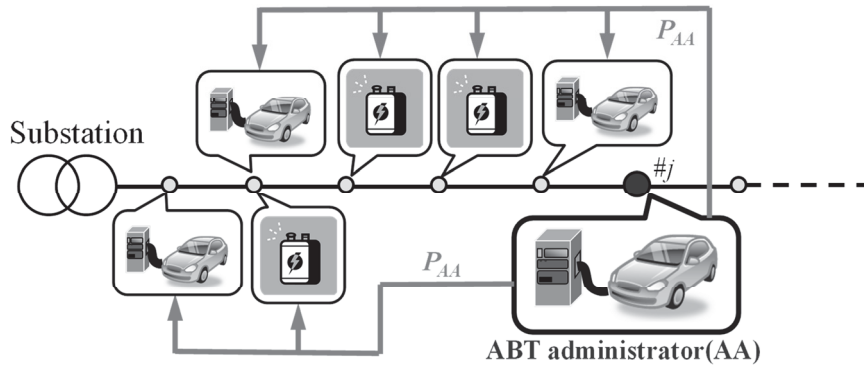 P_AA
Substation
#j
P_AA
ABT administrator(AA)